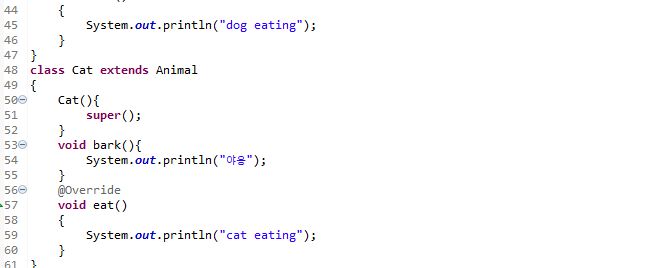 44 {
45 System.out.println("dog eating");
46 }
47 }
48 class Cat extends Animal
49 {
50 Cat(){
51 super();
52 }
53 void bark(){
54 System.out.println("야옹");
55 }
56 @Override
57 void eat()
58 {
59 System.out.println("cat eating");
60 }
61 }